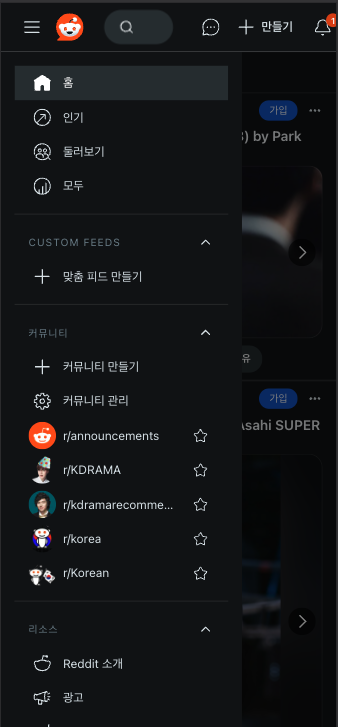 만들기
1
홈
가입
인기
3) by Park
둘러보기
모두
CUSTOM FEEDS
맞춤 피드 만들기
커뮤니티
유
커뮤니티 만들기
커뮤니티 관리
가입
Asahi SUPER
r/announcements
r/KDRAMA
r/kdramarecomme...
r/korea
r/Korean
리소스
Reddit 소개
광고